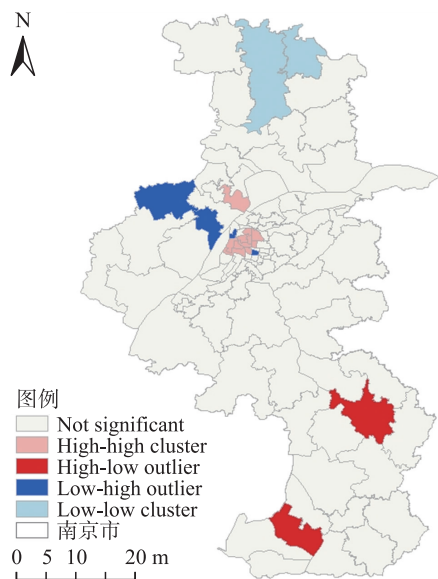 N
图例
Not significant
High-high cluster
High-low outlier
Low-high outlier
Low-low cluster
南京市
0 5 10 20 m